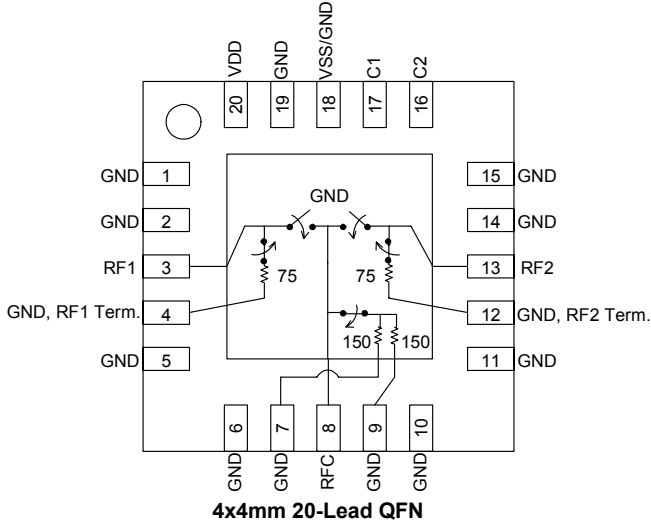 VDD
GND
VSS/GND
C1
C2
20
19
18
17
16
GND 1
15 GND
GND
GND 2
14 GND
RF1 3
13 RF2
75
75
GND, RF1 Term. 4
12 GND, RF2 Term.
150
150
GND 5
11 GND
6
7
8
9
10
GND
GND
RFC
GND
GND
4x4mm 20-Lead QFN